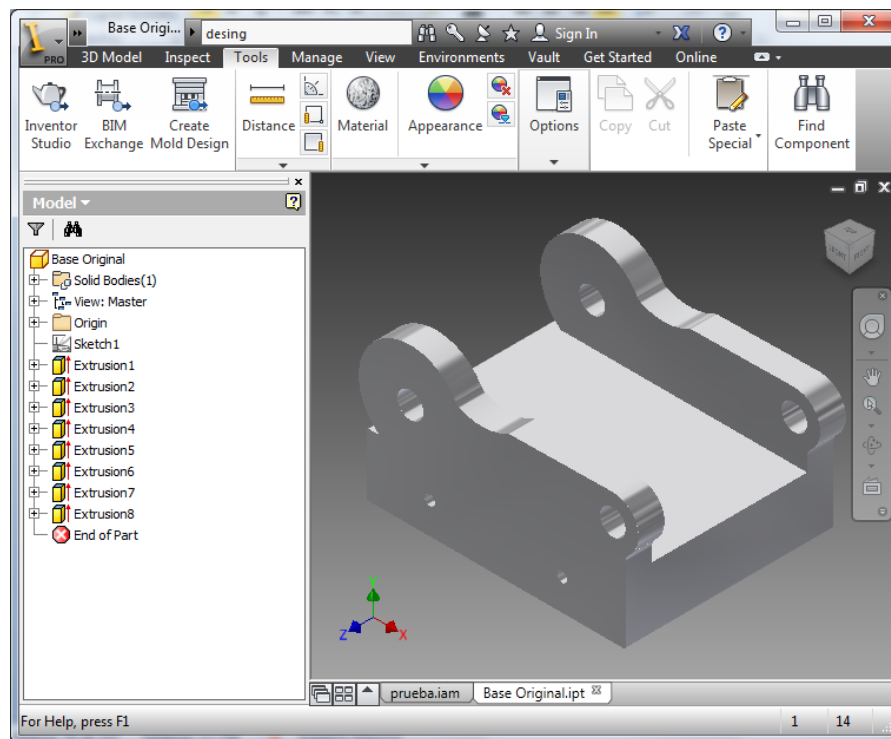 Base Origi... desing Sign In
PRO 3D Model Inspect Tools Manage View Environments Vault Get Started Online
Inventor Studio BIM Exchange Create Mold Design Distance Material Appearance Options Copy Cut Paste Special Find Component
Model
Base Original
Solid Bodies(1)
View: Master
Origin
Sketch1
Extrusion1
Extrusion2
Extrusion3
Extrusion4
Extrusion5
Extrusion6
Extrusion7
Extrusion8
End of Part
Y
Z X
prueba.iam Base Original.ipt
For Help, press F1 1 14